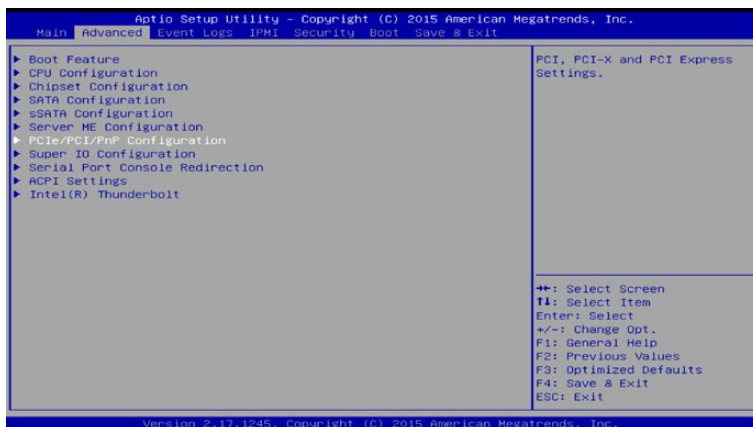 Aptio Setup Utility – Copyright (C) 2015 American Megatrends, Inc.
Main Advanced Event Logs IPMI Security Boot Save & Exit
Boot Feature
CPU Configuration
Chipset Configuration
SATA Configuration
sSATA Configuration
Server ME Configuration
PCIe/PCI/PnP Configuration
Super IO Configuration
Serial Port Console Redirection
ACPI Settings
Intel(R) Thunderbolt
PCI, PCI-X and PCI Express
Settings.
→←: Select Screen
↑↓: Select Item
Enter: Select
+/-: Change Opt.
F1: General Help
F2: Previous Values
F3: Optimized Defaults
F4: Save & Exit
ESC: Exit
Version 2.17.1245. Copyright (C) 2015 American Megatrends, Inc.